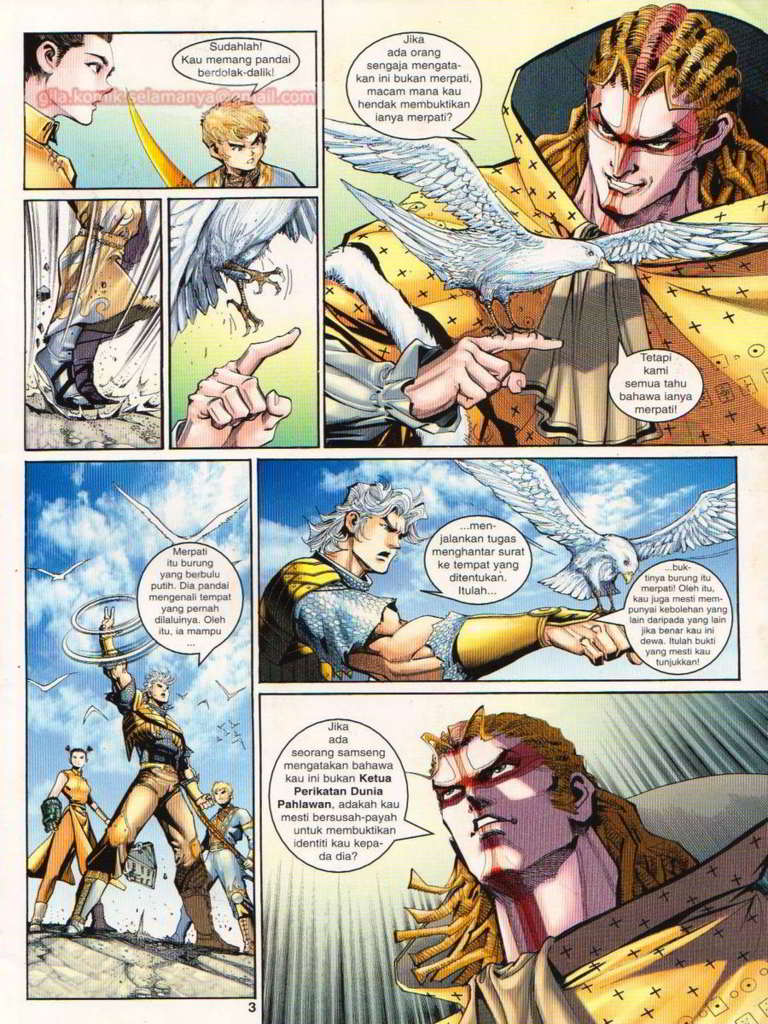 Sudahlah!
Kau memang pandai
berdolak-dalik!
gila.komik.selamanya@gmail.com
Jika
ada orang
sengaja mengata-
kan ini bukan merpati,
macam mana kau
hendak membuktikan
ianya merpati?
Tetapi
kami
semua tahu
bahawa
ianya
merpati!
Merpati
itu burung
yang berbulu
putih. Dia pandai
mengenali tempat
yang pernah
dilaluinya. Oleh
itu, ia mampu
...
...men-
jalankan tugas
menghantar surat
ke tempat yang
ditentukan.
Itulah...
...buk-
tinya burung itu
merpati! Oleh itu,
kau juga mesti mem-
punyai kebolehan yang
lain daripada yang lain
jika benar kau ini
dewa. Itulah bukti
yang mesti kau
tunjukkan!
Jika
ada
seorang samseng
mengatakan bahawa
kau ini bukan Ketua
Perikatan Dunia
Pahlawan, adakah kau
mesti bersusah-payah
untuk membuktikan
identiti kau kepa-
da dia?
3